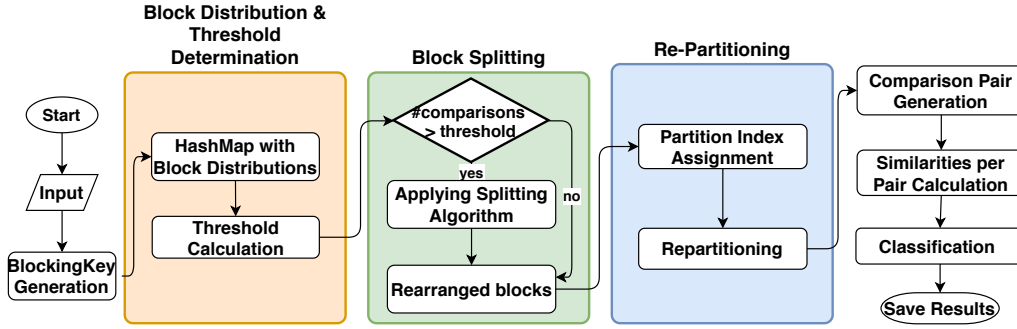 Block Distribution &
Threshold
Determination
Block Splitting
Re-Partitioning
Start
Input
BlockingKey
Generation
HashMap with
Block Distributions
Threshold
Calculation
#comparisons
> threshold
yes
no
Applying Splitting
Algorithm
Rearranged blocks
Partition Index
Assignment
Repartitioning
Comparison Pair
Generation
Similarities per
Pair Calculation
Classification
Save Results